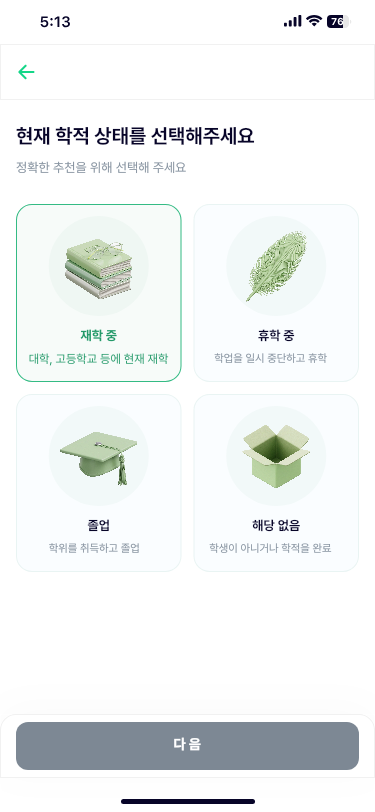 5:13
76
현재 학적 상태를 선택해주세요
정확한 추천을 위해 선택해 주세요
재학 중
대학, 고등학교 등에 현재 재학
휴학 중
학업을 일시 중단하고 휴학
졸업
학위를 취득하고 졸업
해당 없음
학생이 아니거나 학적을 완료
다음